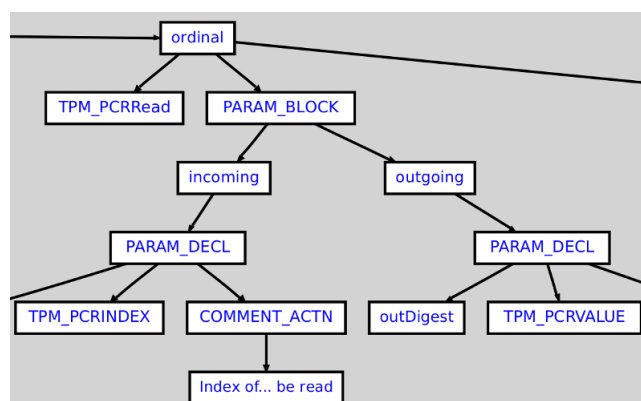 ordinal
TPM_PCRRead
PARAM_BLOCK
incoming
outgoing
PARAM_DECL
PARAM_DECL
TPM_PCRINDEX
COMMENT_ACTN
outDigest
TPM_PCRVALUE
Index of... be read